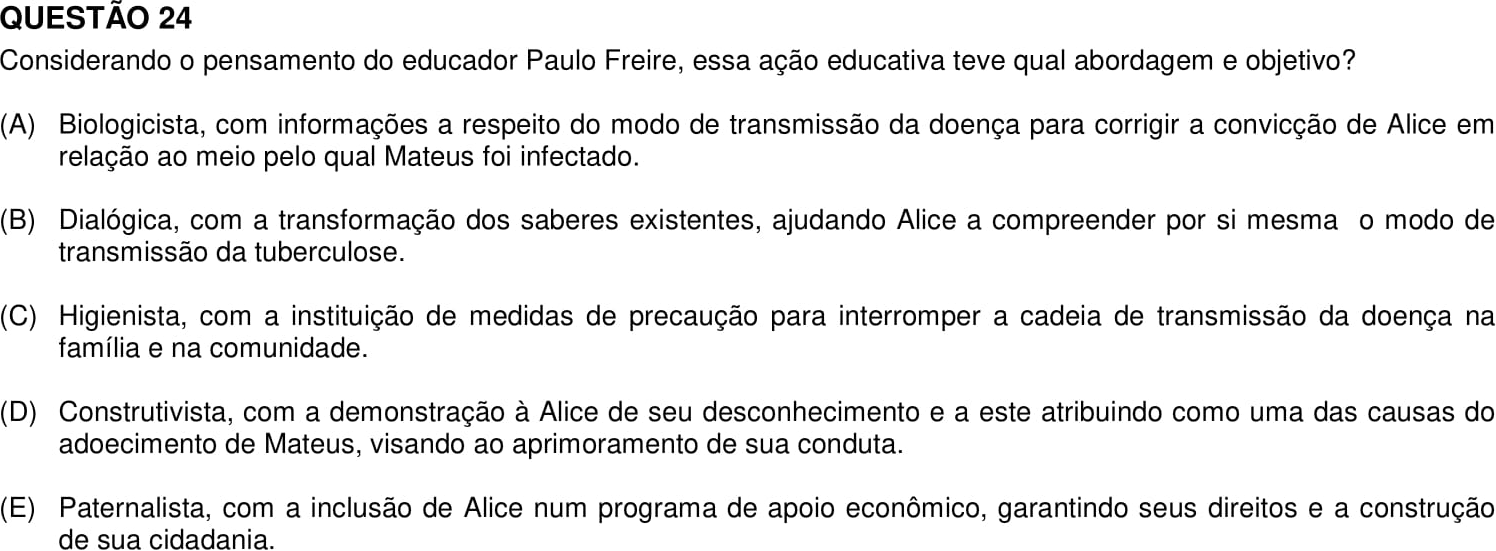 QUESTÃO 24
Considerando o pensamento do educador Paulo Freire, essa ação educativa teve qual abordagem e objetivo?
(A) Biologicista, com informações a respeito do modo de transmissão da doença para corrigir a convicção de Alice em
relação ao meio pelo qual Mateus foi infectado.
(B) Dialógica, com a transformação dos saberes existentes, ajudando Alice a compreender por si mesma o modo de
transmissão da tuberculose.
(C) Higienista, com a instituição de medidas de precaução para interromper a cadeia de transmissão da doença na
família e na comunidade.
(D) Construtivista, com a demonstração à Alice de seu desconhecimento e a este atribuindo como uma das causas do
adoecimento de Mateus, visando ao aprimoramento de sua conduta.
(E) Paternalista, com a inclusão de Alice num programa de apoio econômico, garantindo seus direitos e a construção
de sua cidadania.